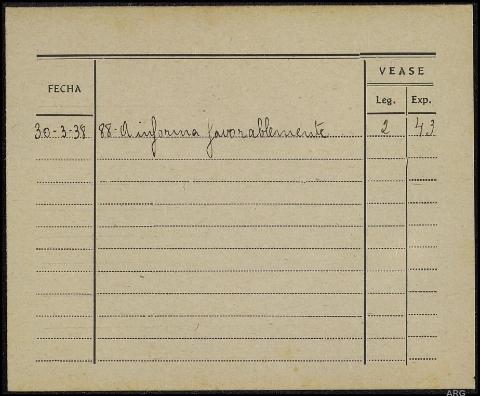 VEASE
FECHA
Leg. Exp.
30-3-38 88-A informa favorablemente 2 43
ARG